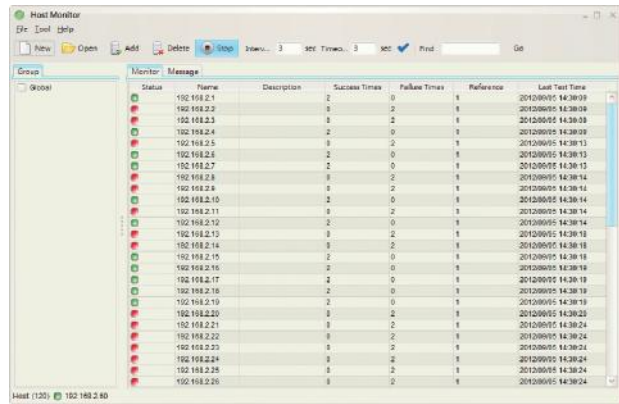 Host Monitor
File Tool Help
New Open Add Delete Stop Interv... 3 sec Timeo... 3 sec Find Go
Group Monitor Message
Global
Status Name Description Success Times Failure Times Reference Last Test Time
192.168.2.1 2 0 1 2012/09/05 14:30:09
192.168.2.2 0 2 1 2012/09/05 14:30:09
192.168.2.3 0 2 1 2012/09/05 14:30:09
192.168.2.4 2 0 1 2012/09/05 14:30:09
192.168.2.5 0 2 1 2012/09/05 14:30:13
192.168.2.6 2 0 1 2012/09/05 14:30:13
192.168.2.7 2 0 1 2012/09/05 14:30:13
192.168.2.8 0 2 1 2012/09/05 14:30:14
192.168.2.9 0 2 1 2012/09/05 14:30:14
192.168.2.10 2 0 1 2012/09/05 14:30:14
192.168.2.11 0 2 1 2012/09/05 14:30:14
192.168.2.12 2 0 1 2012/09/05 14:30:14
192.168.2.13 0 2 1 2012/09/05 14:30:18
192.168.2.14 0 2 1 2012/09/05 14:30:18
192.168.2.15 2 0 1 2012/09/05 14:30:18
192.168.2.16 2 0 1 2012/09/05 14:30:19
192.168.2.17 2 0 1 2012/09/05 14:30:19
192.168.2.18 2 0 1 2012/09/05 14:30:19
192.168.2.19 2 0 1 2012/09/05 14:30:19
192.168.2.20 0 2 1 2012/09/05 14:30:20
192.168.2.21 0 2 1 2012/09/05 14:30:24
192.168.2.22 0 2 1 2012/09/05 14:30:24
192.168.2.23 0 2 1 2012/09/05 14:30:24
192.168.2.24 0 2 1 2012/09/05 14:30:24
192.168.2.25 0 2 1 2012/09/05 14:30:24
192.168.2.26 0 2 1 2012/09/05 14:30:24
Host (120) 192.168.2.60